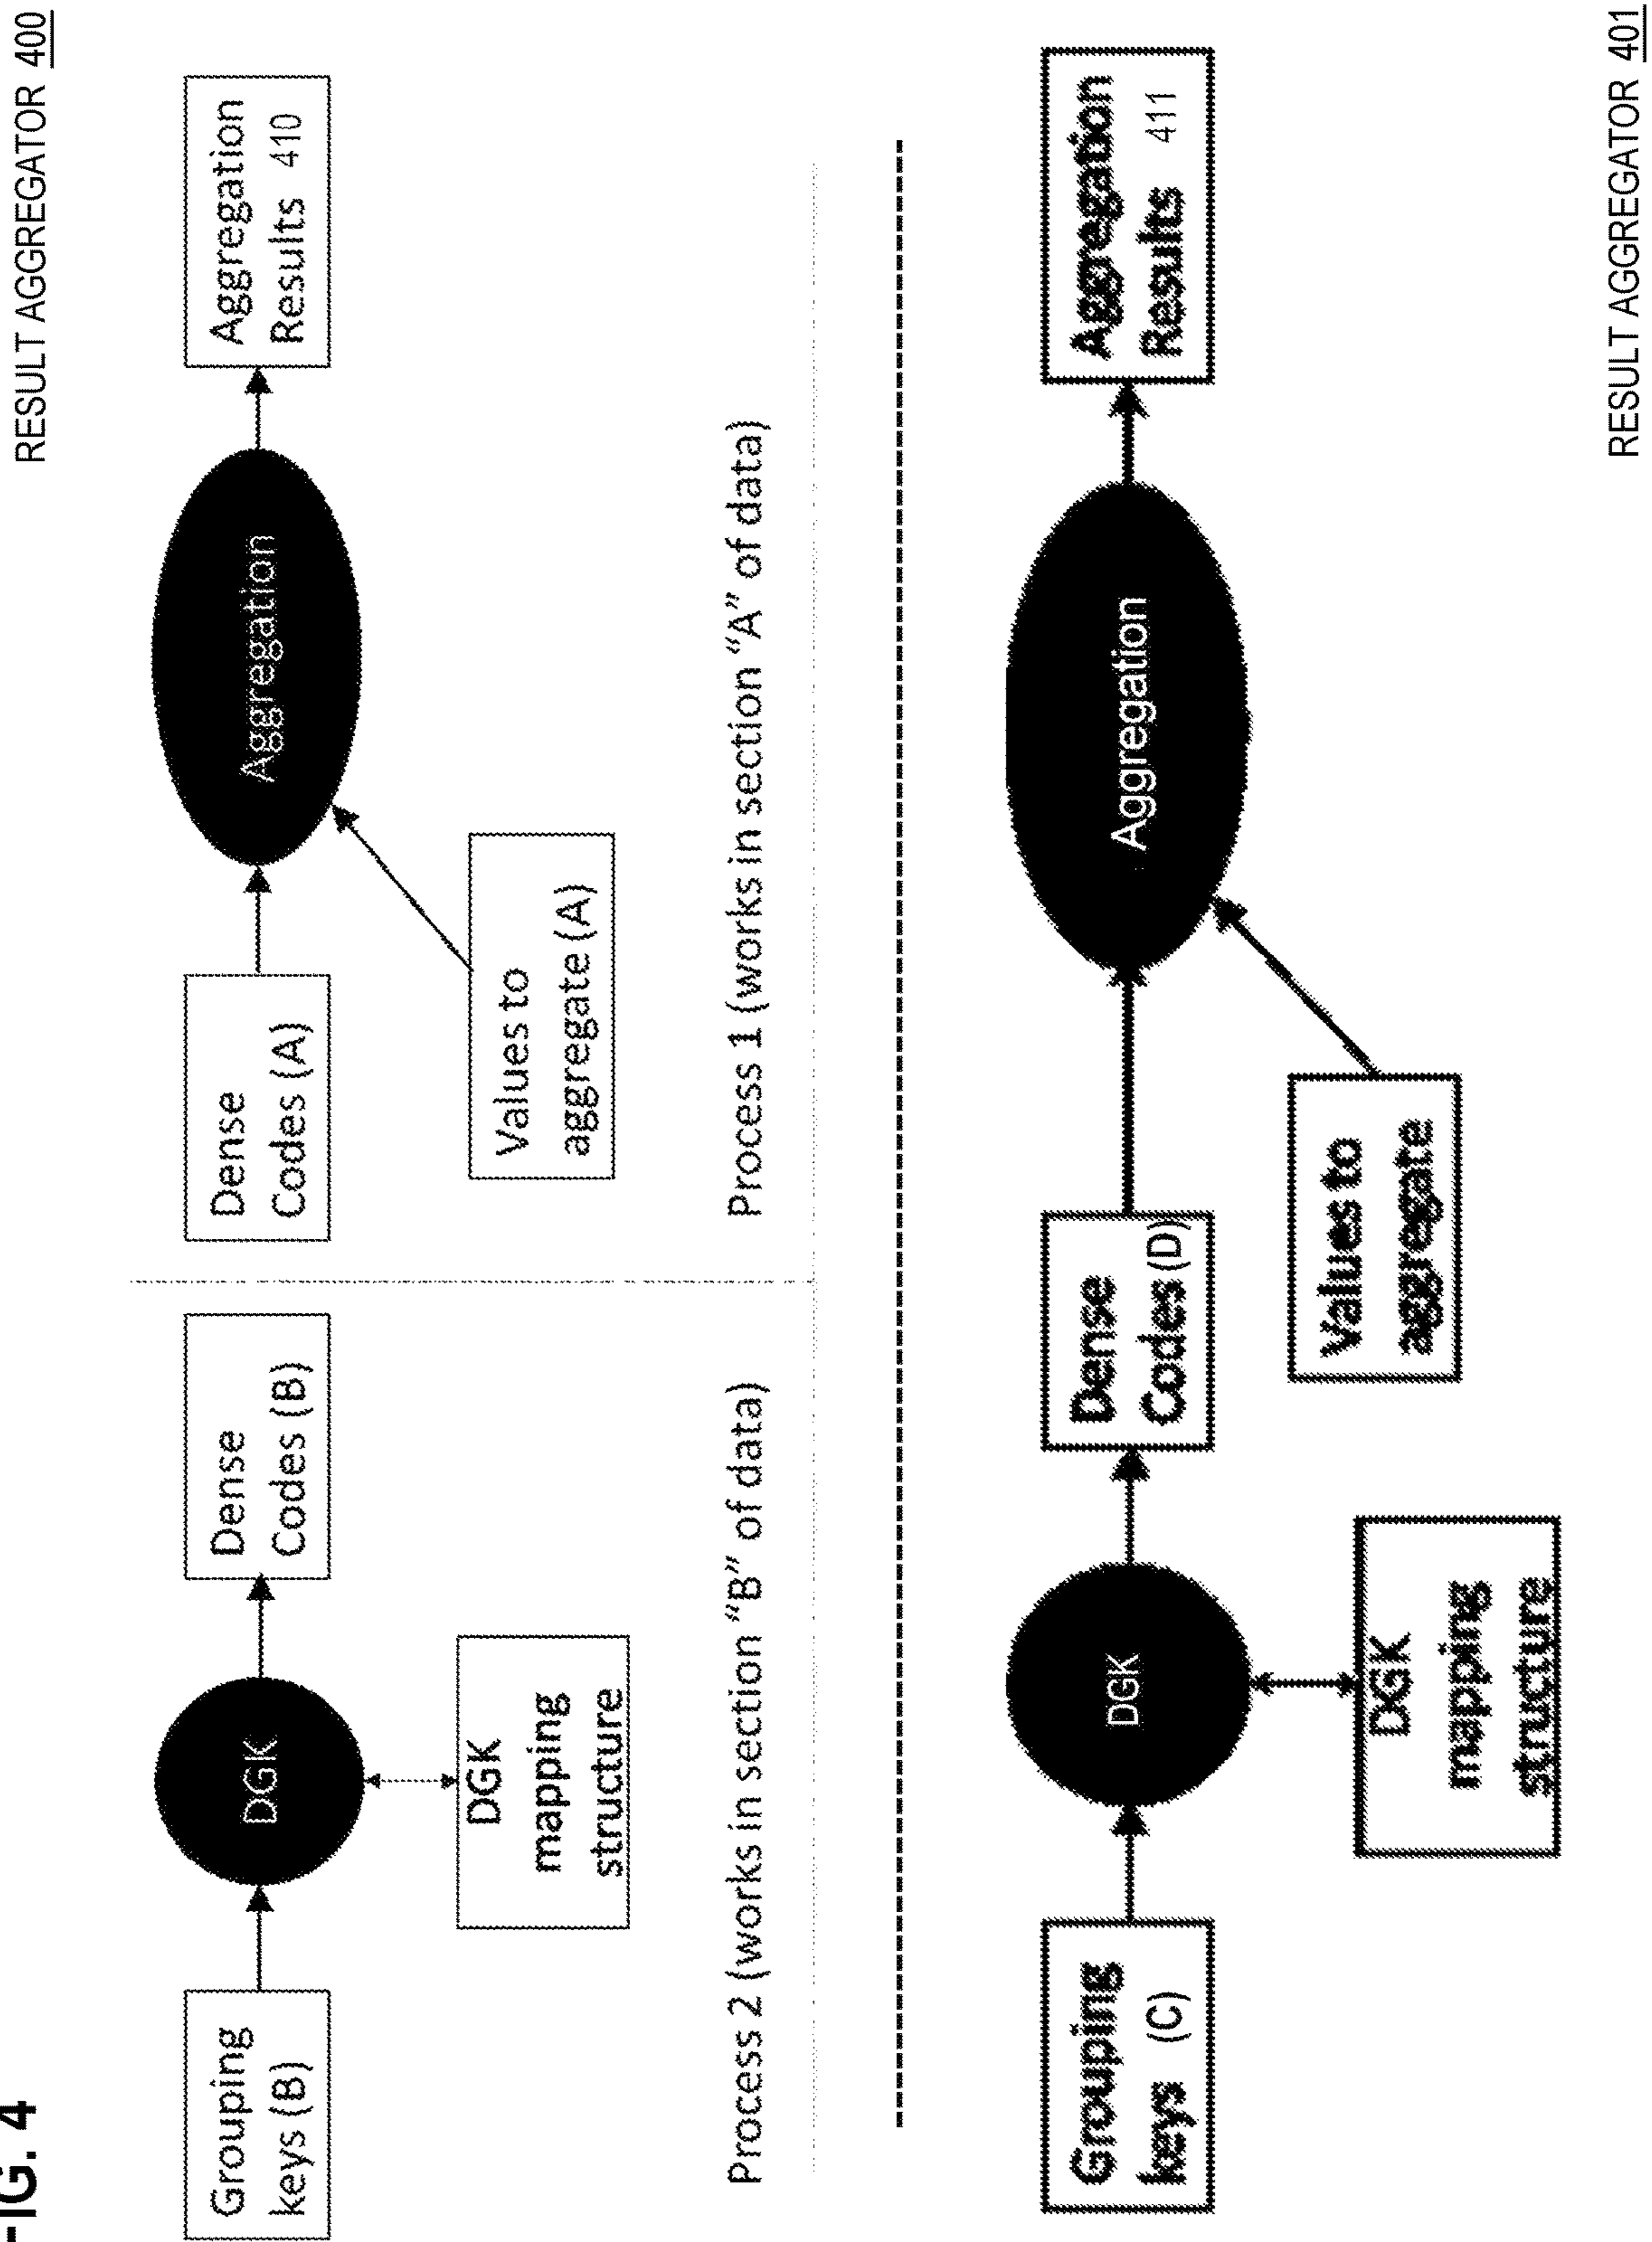 FIG. 4
RESULT AGGREGATOR 400
Grouping
keys (B)
DGK
DGK
mapping
structure
Dense
Codes (B)
Process 2 (works in section “B” of data)
Dense
Codes (A)
Values to
aggregate (A)
Aggregation
Aggregation
Results 410
Process 1 (works in section “A” of data)
Grouping
keys (C)
DGK
DGK
mapping
structure
Dense
Codes (D)
Values to
aggregate
Aggregation
Aggregation
Results 411
RESULT AGGREGATOR 401